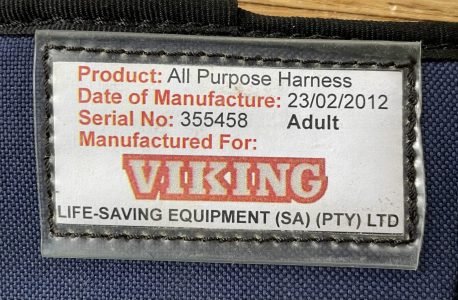 Product: All Purpose Harness
Date of Manufacture: 23/02/2012
Serial No: 355458 Adult
Manufactured For:
VIKING
LIFE-SAVING EQUIPMENT (SA) (PTY) LTD